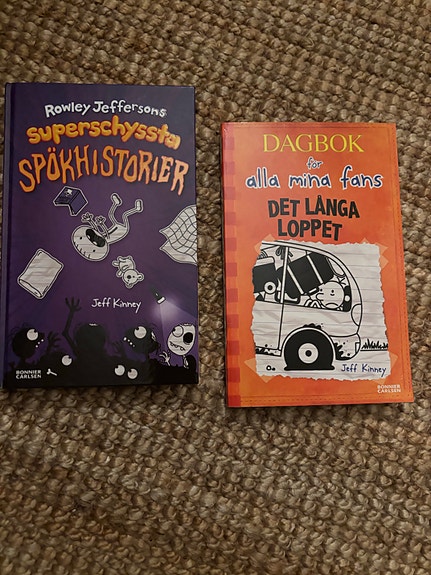 Rowley Jeffersons
superschyssta
SPÖKHISTORIER
Jeff Kinney
BONNIER
CARLSEN
DAGBOK
för
alla mina fans
DET LÅNGA
LOPPET
Jeff Kinney
BONNIER
CARLSEN